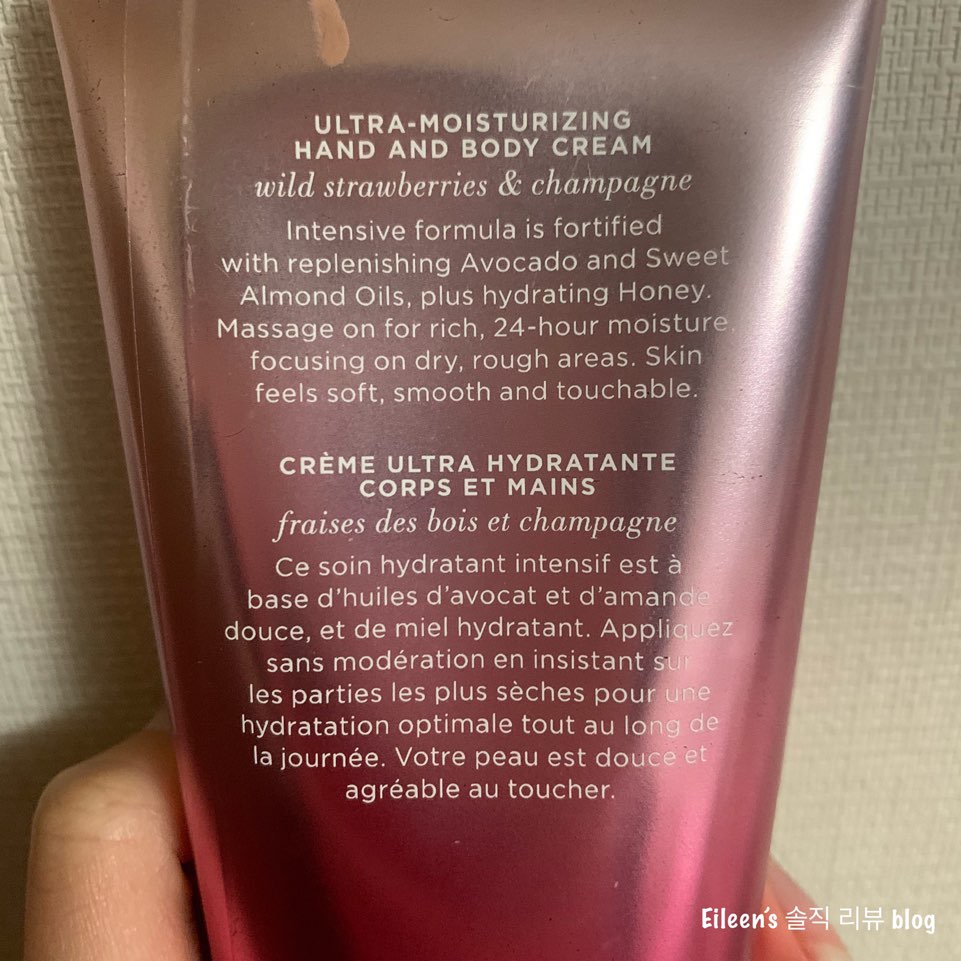 ULTRA-MOISTURIZING
HAND AND BODY CREAM
wild strawberries & champagne
Intensive formula is fortified
with replenishing Avocado and Sweet
Almond Oils, plus hydrating Honey.
Massage on for rich, 24-hour moisture,
focusing on dry, rough areas. Skin
feels soft, smooth and touchable.
CRÈME ULTRA HYDRATANTE
CORPS ET MAINS
fraises des bois et champagne
Ce soin hydratant intensif est à
base d'huiles d'avocat et d'amande
douce, et de miel hydratant. Appliquez
sans modération en insistant sur
les parties les plus sèches pour une
hydratation optimale tout au long de
la journée. Votre peau est douce et
agréable au toucher.
Eileen's 솔직 리뷰 blog